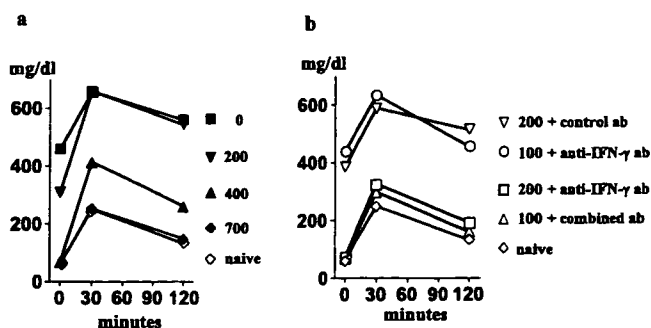 a
mg/dl
600
400
200
0
0 30 60 90 120
minutes
0
200
400
700
naive
b
mg/dl
600
400
200
0
0 30 60 90 120
minutes
200 + control ab
100 + anti-IFN-γ ab
200 + anti-IFN-γ ab
100 + combined ab
naive